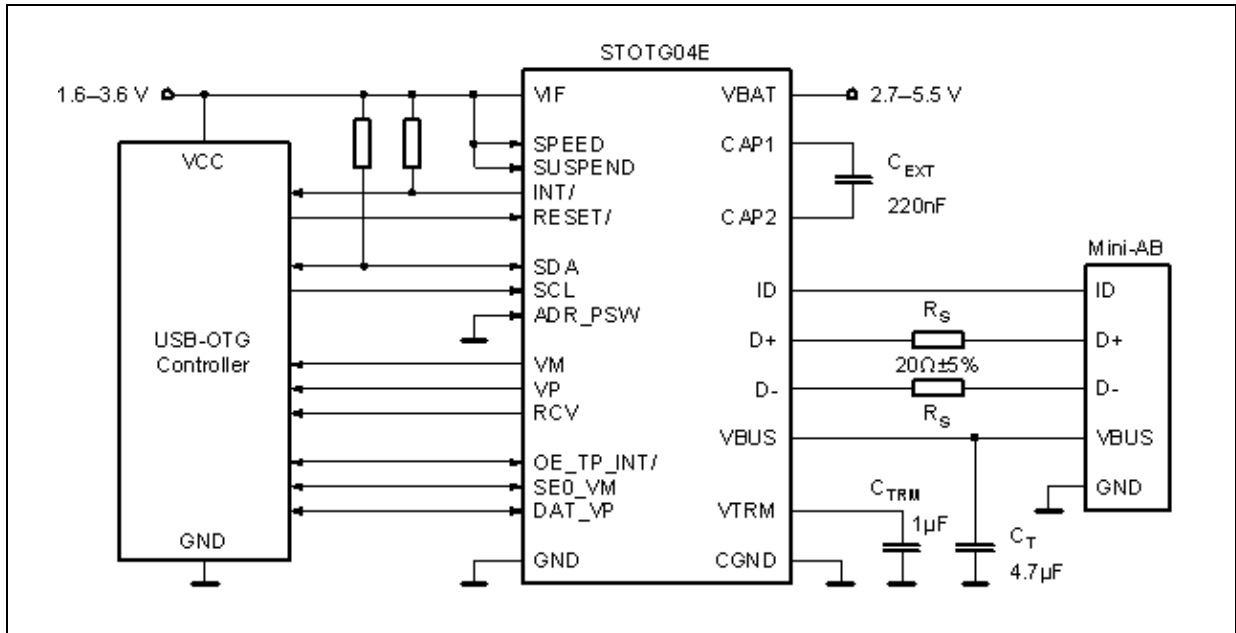 STOTG04E
1.6–3.6 V
VIF
VBAT
2.7–5.5 V
VCC
SPEED
SUSPEND
INT/
RESET/
CAP1
CAP2
C_EXT
220nF
SDA
SCL
ADR_PSW
USB-OTG
Controller
VM
VP
RCV
OE_TP_INT/
SE0_VM
DAT_VP
GND
GND
ID
D+
D-
VBUS
VTRM
CGND
R_S
20Ω±5%
R_S
C_TRM
1µF
C_T
4.7µF
Mini-AB
ID
D+
D-
VBUS
GND